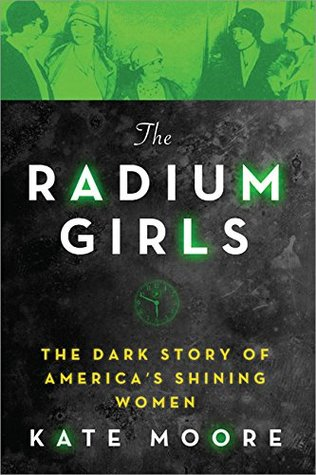 The
RADIUM
GIRLS
THE DARK STORY OF
AMERICA'S SHINING
WOMEN
KATE MOORE